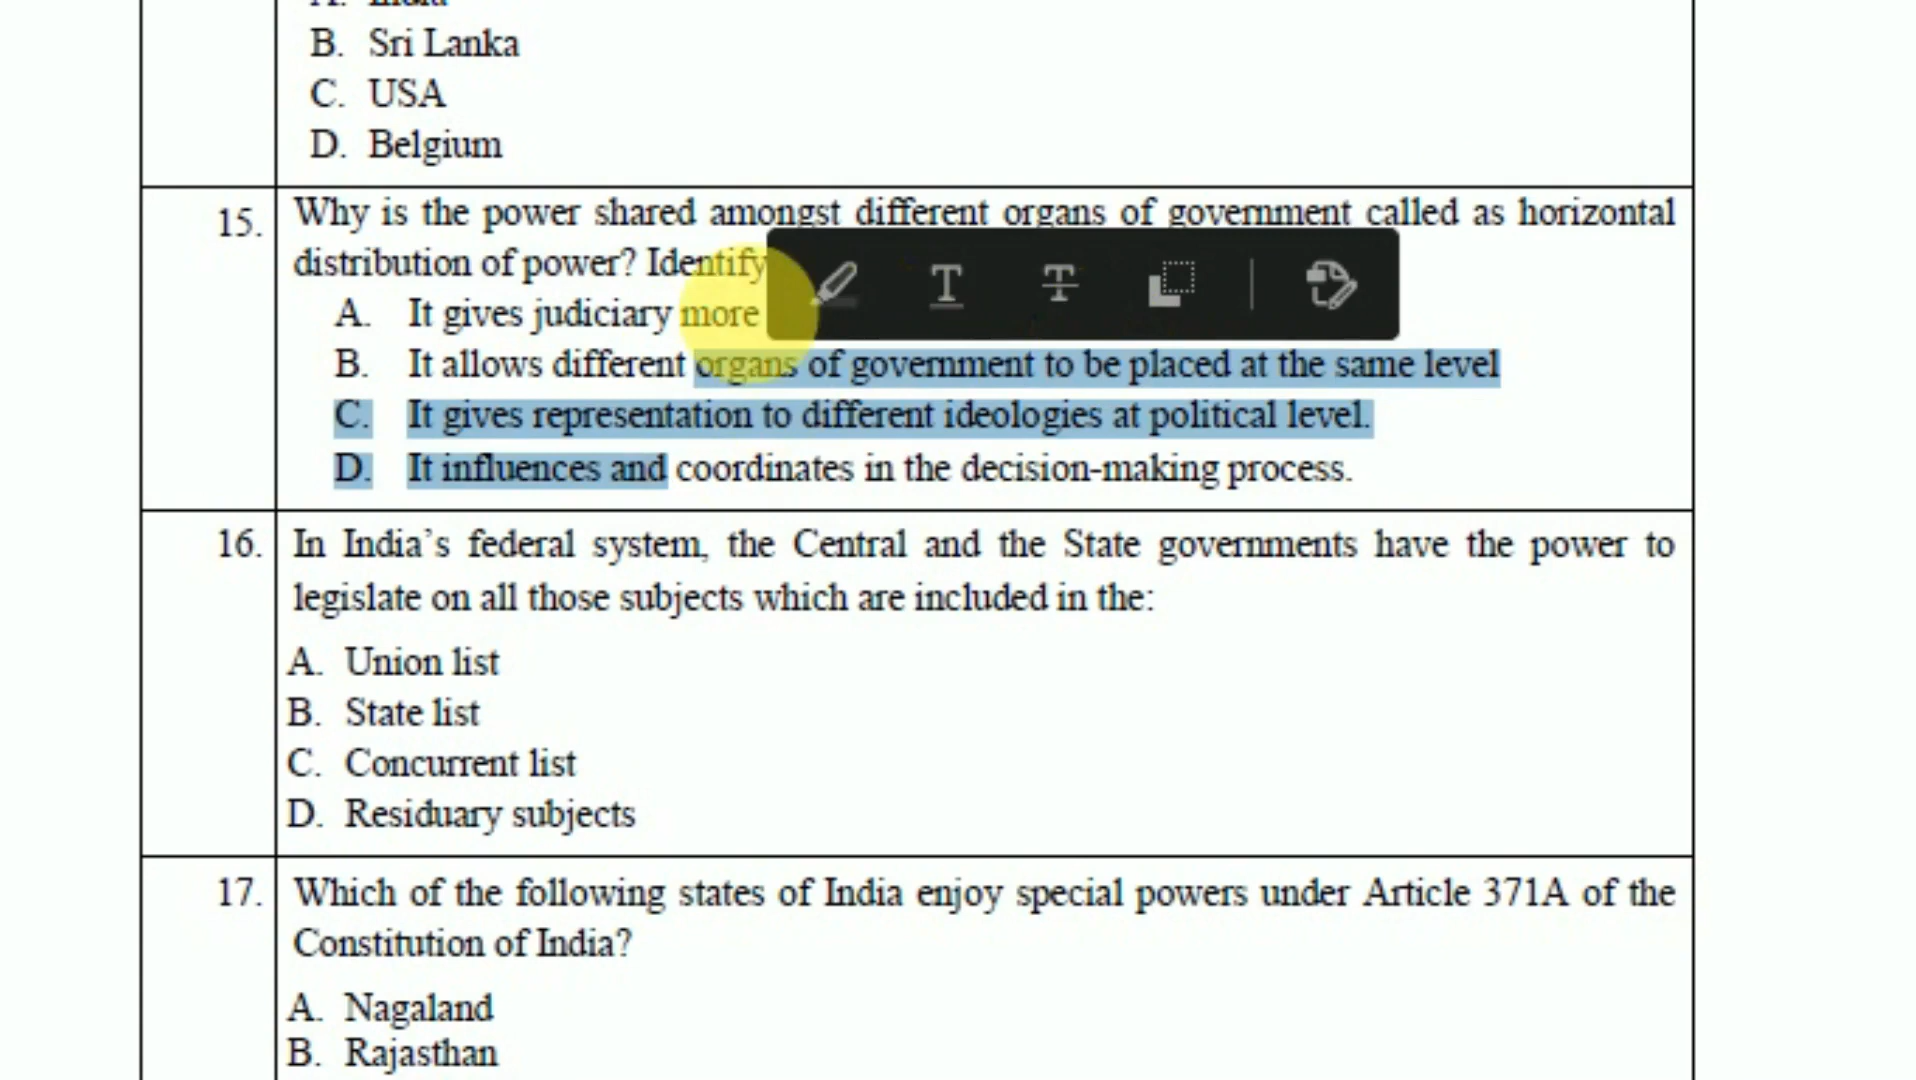 B. Sri Lanka
C. USA
D. Belgium
15. Why is the power shared amongst different organs of government called as horizontal
distribution of power? Identify
A. It gives judiciary more
B. It allows different organs of government to be placed at the same level
C. It gives representation to different ideologies at political level.
D. It influences and coordinates in the decision-making process.
16. In India’s federal system, the Central and the State governments have the power to
legislate on all those subjects which are included in the:
A. Union list
B. State list
C. Concurrent list
D. Residuary subjects
17. Which of the following states of India enjoy special powers under Article 371A of the
Constitution of India?
A. Nagaland
B. Rajasthan